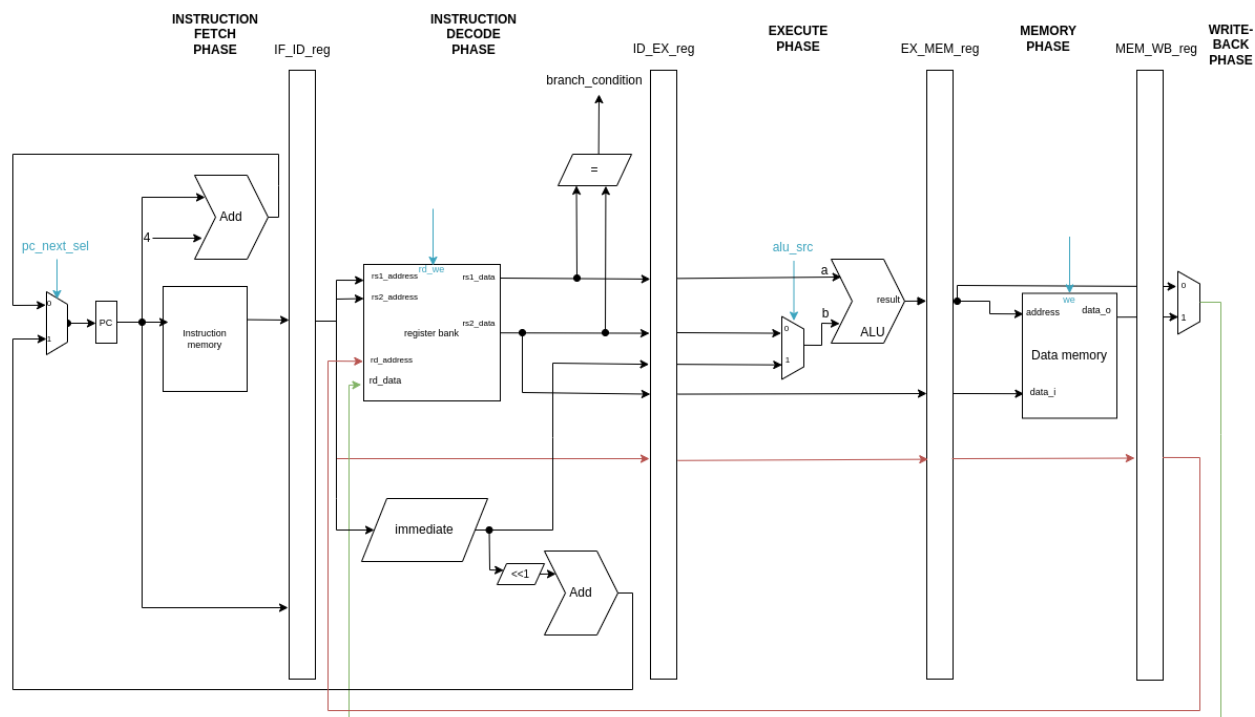 INSTRUCTION
FETCH
PHASE
IF_ID_reg
INSTRUCTION
DECODE
PHASE
ID_EX_reg
EXECUTE
PHASE
EX_MEM_reg
MEMORY
PHASE
MEM_WB_reg
WRITE-
BACK
PHASE
branch_condition
=
Add
4
pc_next_sel
0
1
PC
Instruction
memory
rd_we
rs1_address
rs1_data
rs2_address
rs2_data
register bank
rd_address
rd_data
immediate
<<1
Add
alu_src
0
1
a
b
result
ALU
we
address
data_o
Data memory
data_i
0
1